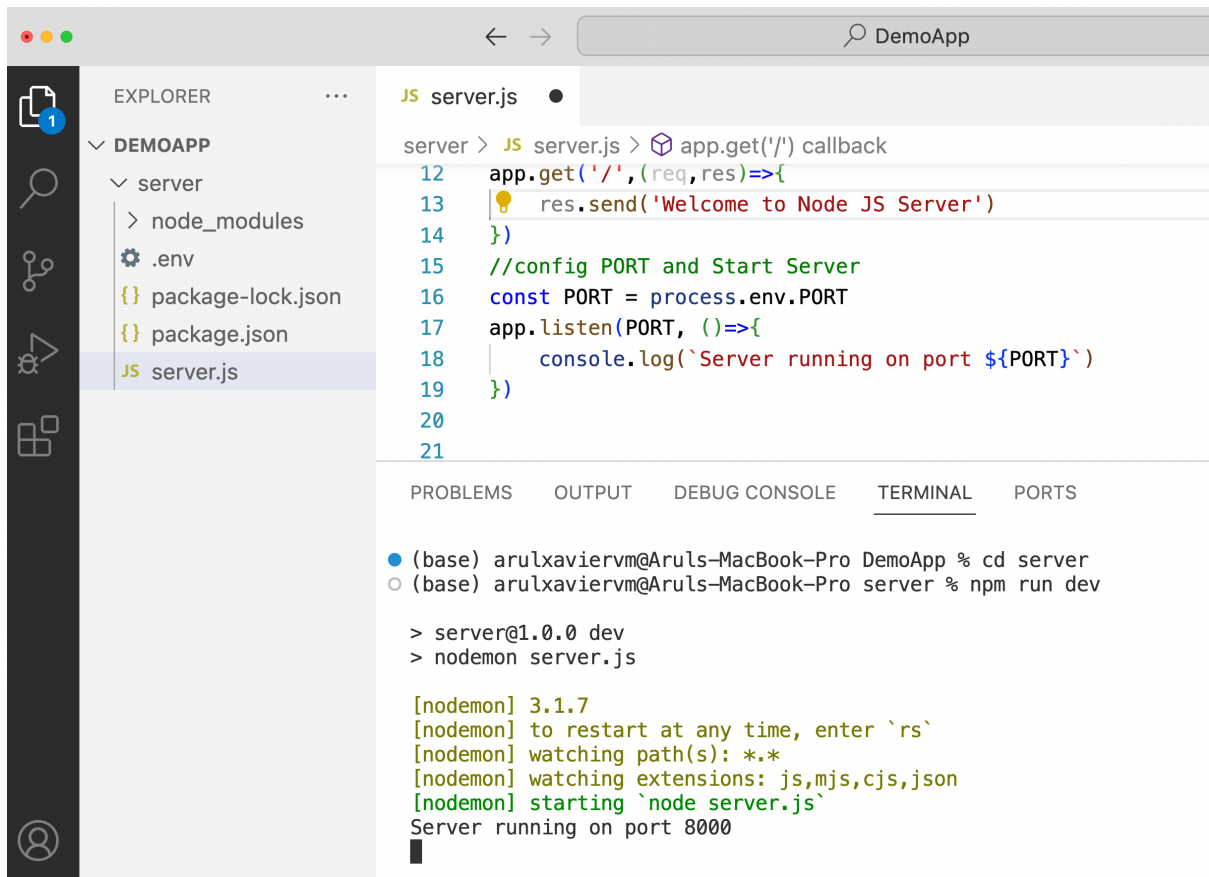 DemoApp
1
EXPLORER ...
DEMOAPP
server
node_modules
.env
{} package-lock.json
{} package.json
JS server.js
JS server.js ●
server > JS server.js > app.get('/') callback
12 app.get('/',(req,res)=>{
13 res.send('Welcome to Node JS Server')
14 })
15 //config PORT and Start Server
16 const PORT = process.env.PORT
17 app.listen(PORT, ()=>{
18 console.log(`Server running on port ${PORT}`)
19 })
20
21
PROBLEMS OUTPUT DEBUG CONSOLE TERMINAL PORTS
(base) arulxaviervm@Aruls-MacBook-Pro DemoApp % cd server
(base) arulxaviervm@Aruls-MacBook-Pro server % npm run dev
> server@1.0.0 dev
> nodemon server.js
[nodemon] 3.1.7
[nodemon] to restart at any time, enter `rs`
[nodemon] watching path(s): *.*
[nodemon] watching extensions: js,mjs,cjs,json
[nodemon] starting `node server.js`
Server running on port 8000